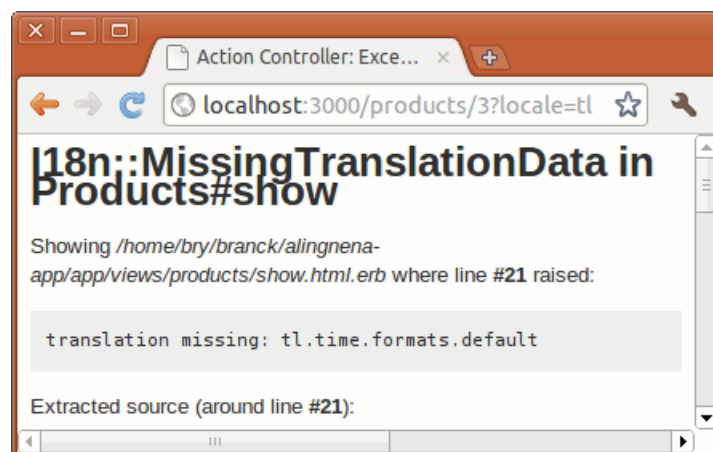 Action Controller: Exce...
localhost:3000/products/3?locale=tl
I18n::MissingTranslationData in
Products#show
Showing /home/bry/branck/alingnena-
app/app/views/products/show.html.erb where line #21 raised:
translation missing: tl.time.formats.default
Extracted source (around line #21):